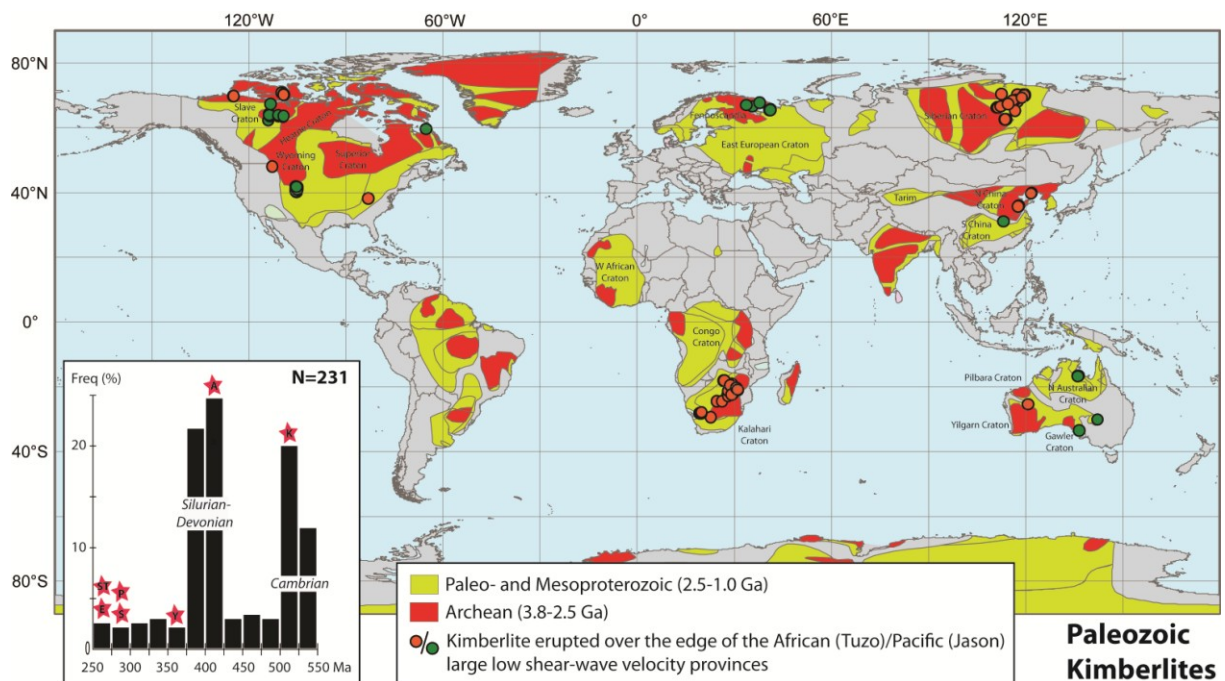 120°W 60°W 0° 60°E 120°E
80°N
Slave
Craton
Hearne Craton
Wyoming
Craton
Superior
Craton
Fennoscandia
East European Craton
Siberian Craton
40°N
Tarim
N China
Craton
S China
Craton
W African
Craton
0°
Congo
Craton
Pilbara Craton
N Australian
Craton
Yilgarn Craton
Gawler
Craton
Kalahari
Craton
40°S
80°S
Freq (%)
N=231
20
10
0
A
K
ST
P
E
S
Y
Silurian-
Devonian
Cambrian
250 300 350 400 450 500 550 Ma
Paleo- and Mesoproterozoic (2.5-1.0 Ga)
Archean (3.8-2.5 Ga)
Kimberlite erupted over the edge of the African (Tuzo)/Pacific (Jason)
large low shear-wave velocity provinces
Paleozoic
Kimberlites